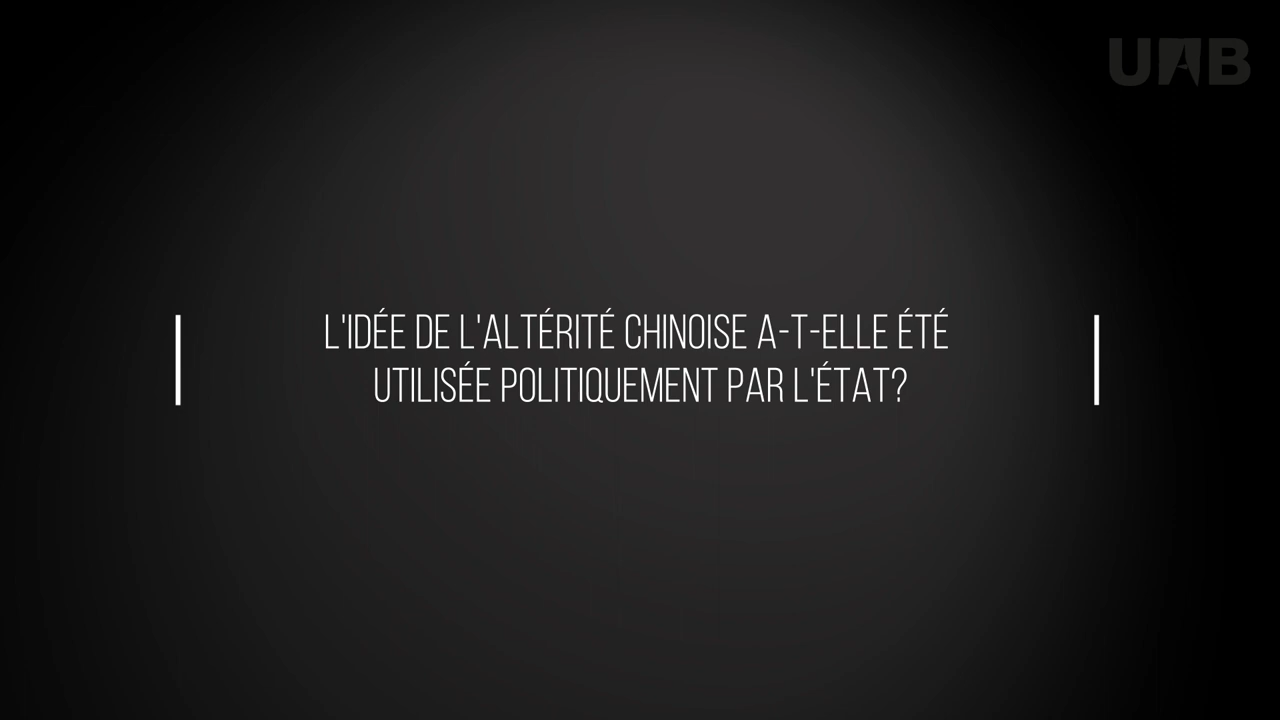 UAB
L'IDÉE DE L'ALTÉRITÉ CHINOISE A-T-ELLE ÉTÉ
UTILISÉE POLITIQUEMENT PAR L'ÉTAT?